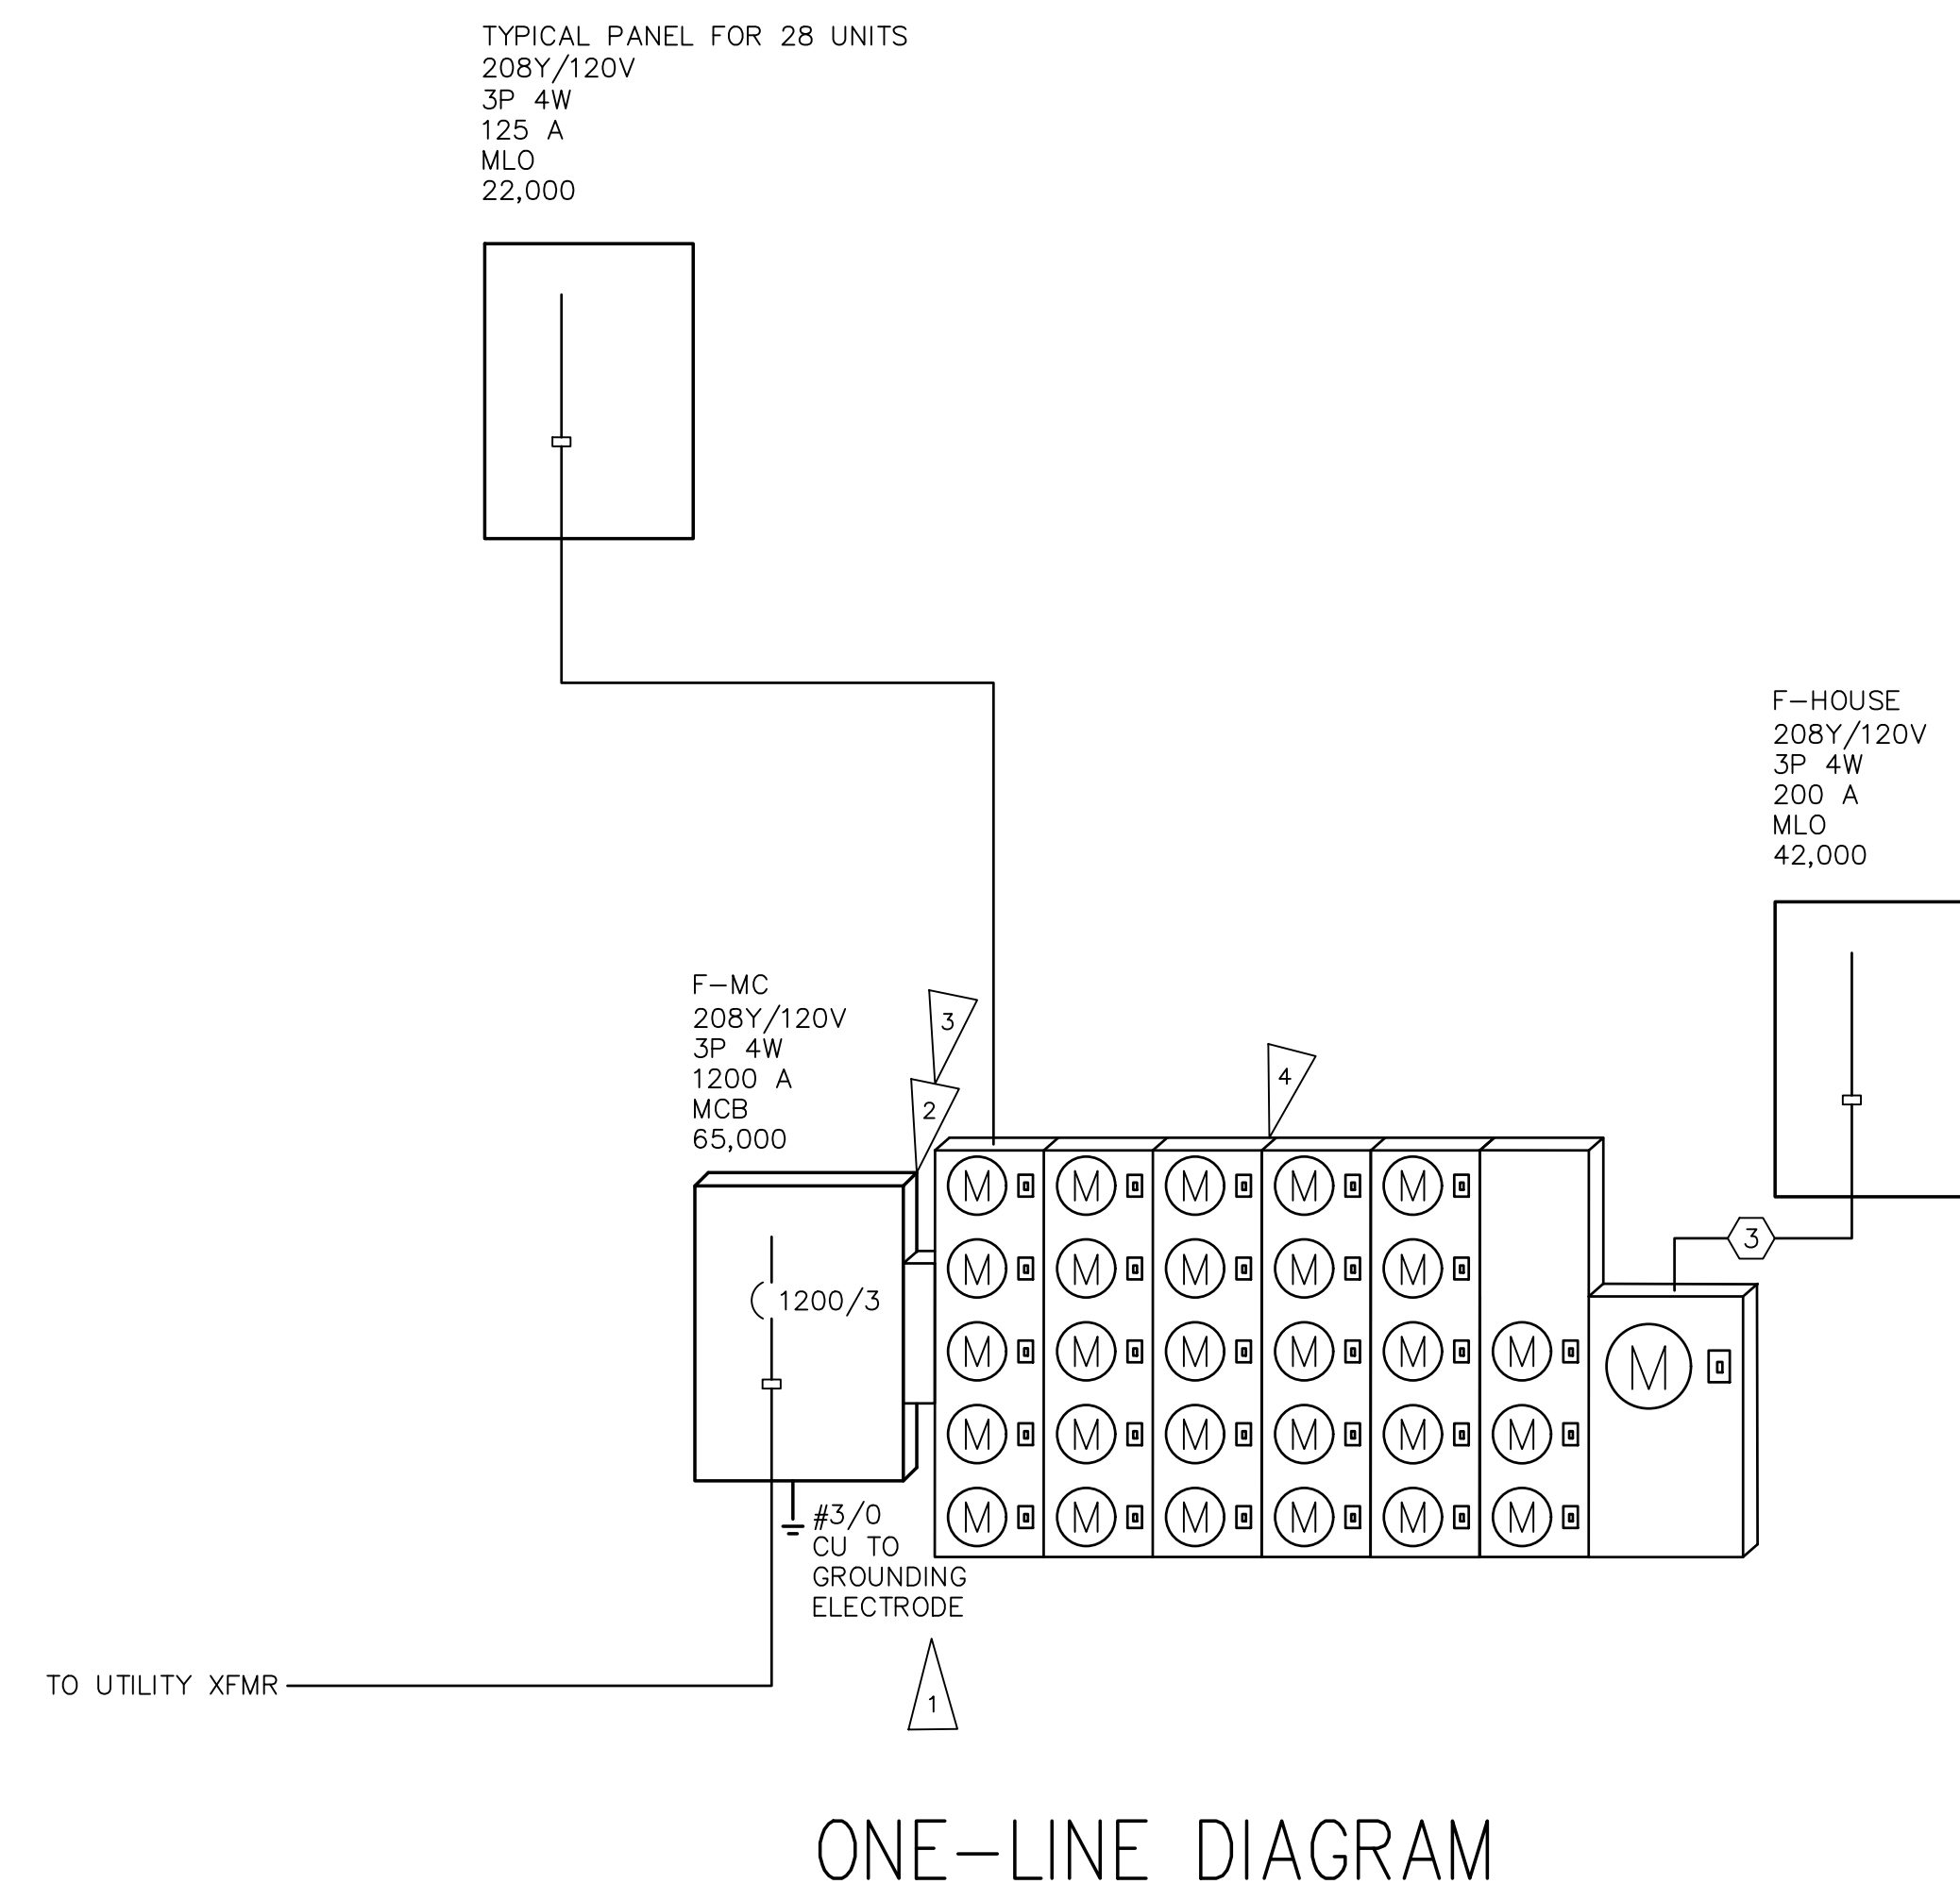 TYPICAL PANEL FOR 28 UNITS
208Y/120V
3P 4W
125 A
MLO
22,000
F-HOUSE
208Y/120V
3P 4W
200 A
MLO
42,000
F-MC
208Y/120V
3P 4W
1200 A
MCB
65,000
3
2
4
3
1200/3
M M M M M
M M M M M
M M M M M M M
M M M M M M
M M M M M M
#3/0
CU TO
GROUNDING
ELECTRODE
TO UTILITY XFMR
1
ONE-LINE DIAGRAM